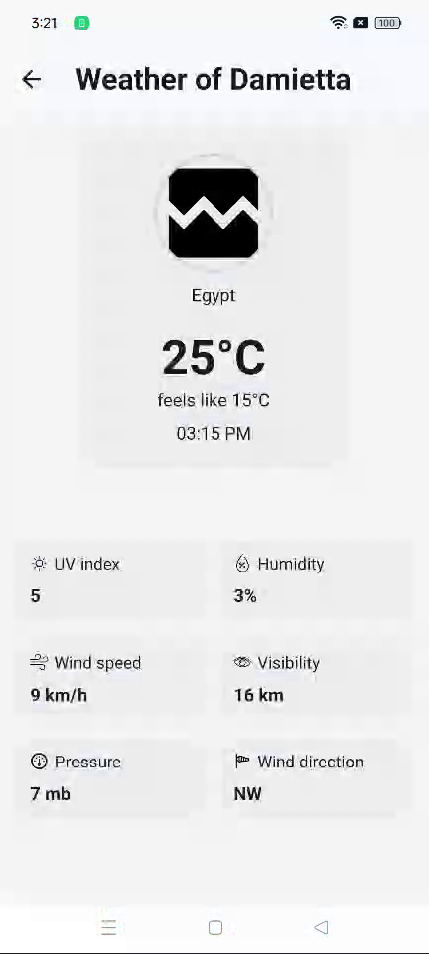 3:21
100
Weather of Damietta
Egypt
25°C
feels like 15°C
03:15 PM
UV index
5
Humidity
3%
Wind speed
9 km/h
Visibility
16 km
Pressure
7 mb
Wind direction
NW